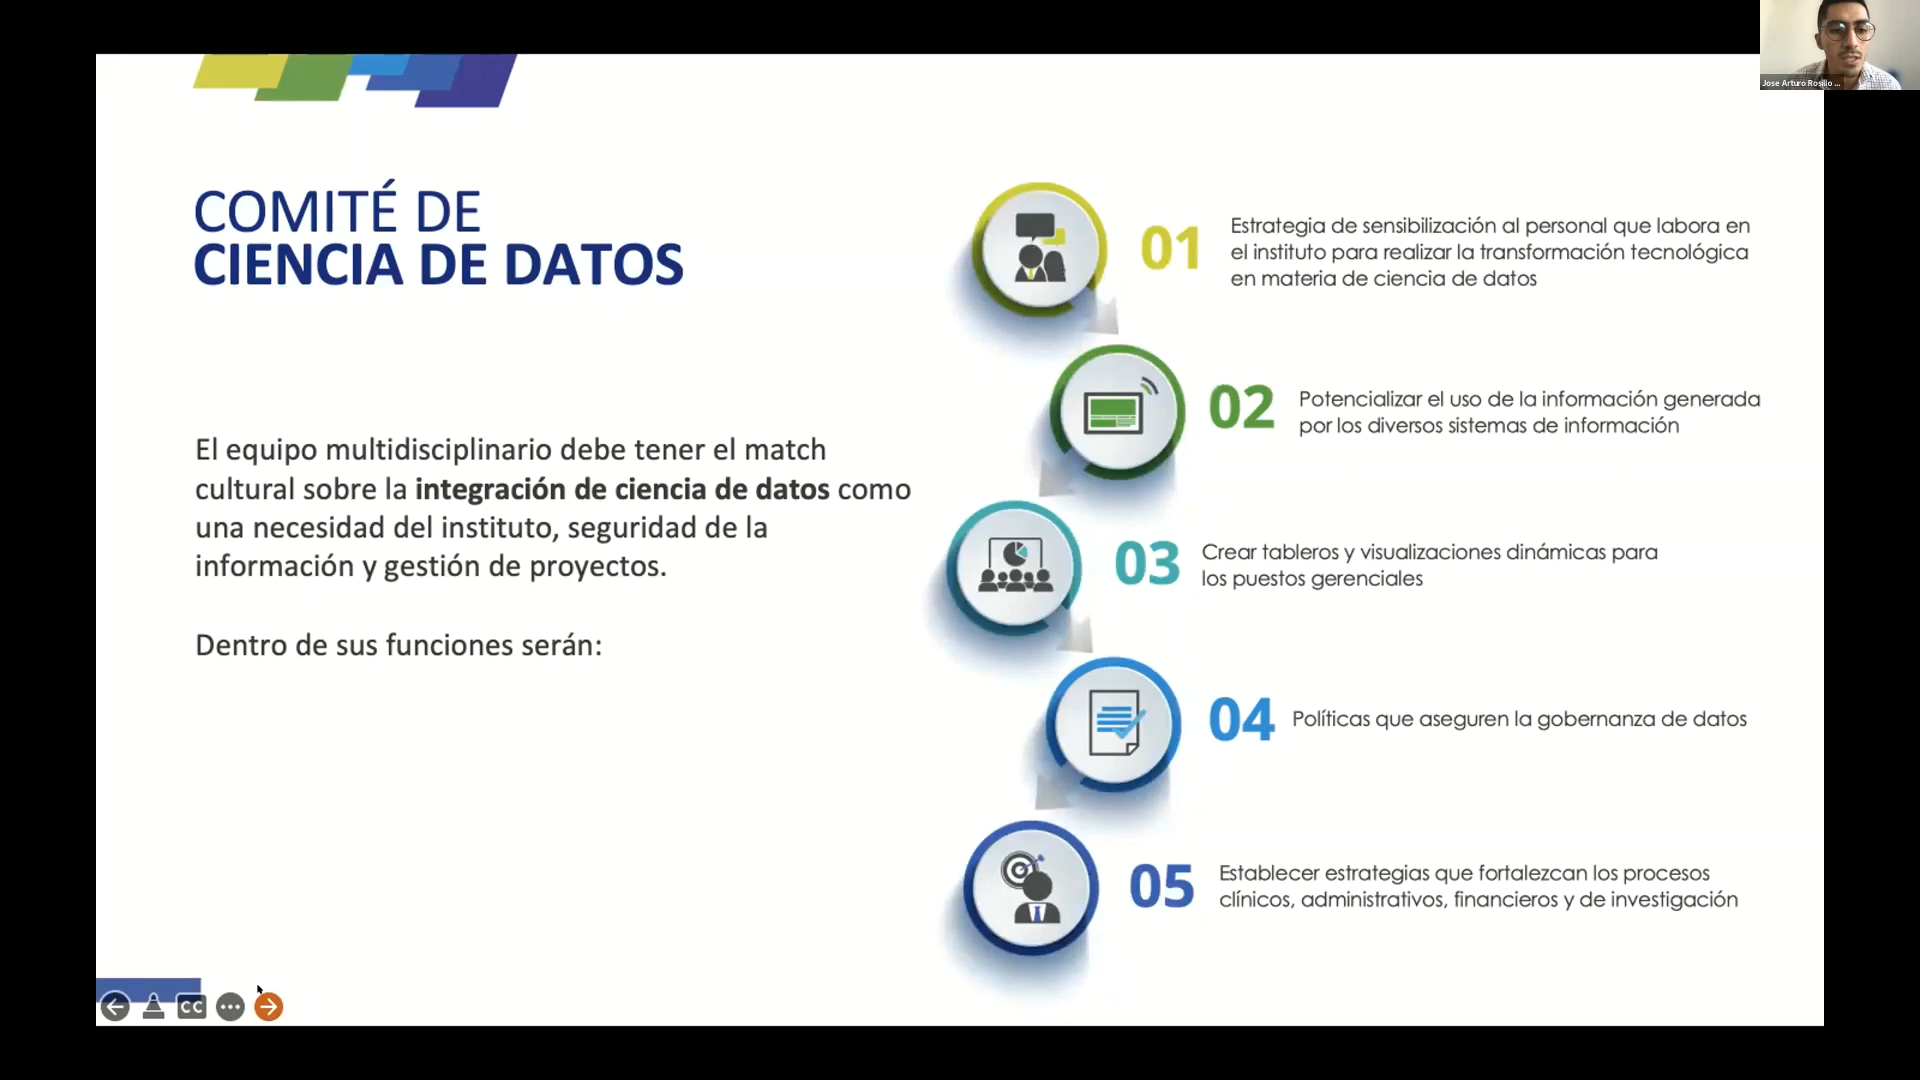 Jose Arturo Rosillo ...
COMITÉ DE
CIENCIA DE DATOS
El equipo multidisciplinario debe tener el match
cultural sobre la integración de ciencia de datos como
una necesidad del instituto, seguridad de la
información y gestión de proyectos.
Dentro de sus funciones serán:
01
Estrategia de sensibilización al personal que labora en
el instituto para realizar la transformación tecnológica
en materia de ciencia de datos
02
Potencializar el uso de la información generada
por los diversos sistemas de información
03
Crear tableros y visualizaciones dinámicas para
los puestos gerenciales
04
Políticas que aseguren la gobernanza de datos
05
Establecer estrategias que fortalezcan los procesos
clínicos, administrativos, financieros y de investigación
CC